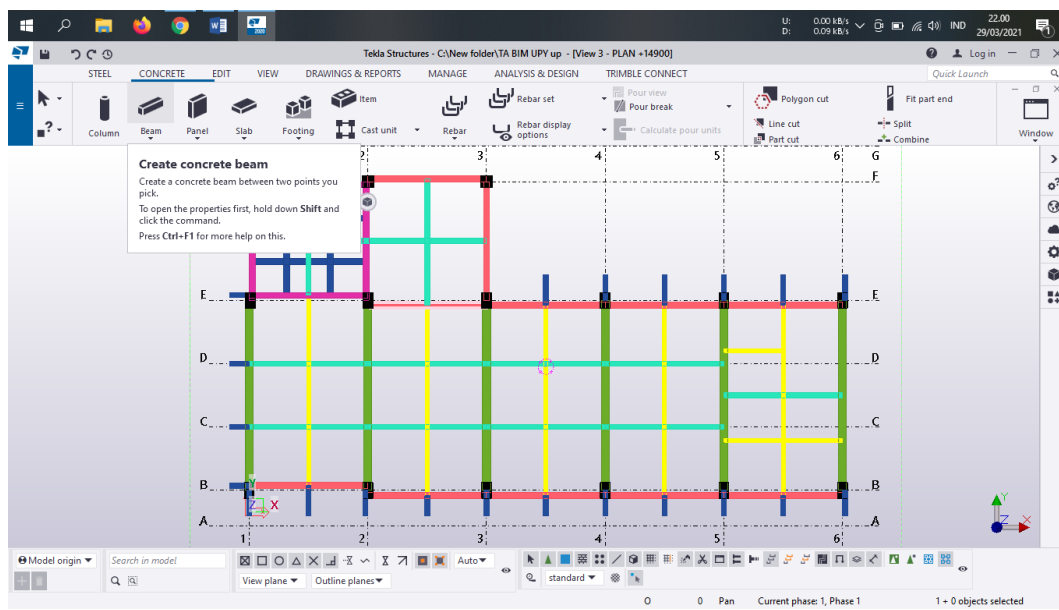 U: 0.00 kB/s
D: 0.09 kB/s
IND
22.00
29/03/2021
2020
Tekla Structures - C:\New folder\TA BIM UPY up - [View 3 - PLAN +14900]
Log in
STEEL CONCRETE EDIT VIEW DRAWINGS & REPORTS MANAGE ANALYSIS & DESIGN TRIMBLE CONNECT Quick Launch
Column
Beam
Panel
Slab
Footing
Item
Cast unit
Rebar
Rebar set
Rebar display
options
Pour view
Pour break
Calculate pour units
Polygon cut
Line cut
Part cut
Fit part end
Split
Combine
Window
Create concrete beam
Create a concrete beam between two points you
pick.
To open the properties first, hold down Shift and
click the command.
Press Ctrl+F1 for more help on this.
2 3 4 5 6 G
F
E E
D D
C C
B B
A A
Y
Z X
1 2 3 4 5 6
Y
Z X
Model origin
Search in model
Auto
View plane
Outline planes
standard
O 0 Pan Current phase: 1, Phase 1 1 + 0 objects selected